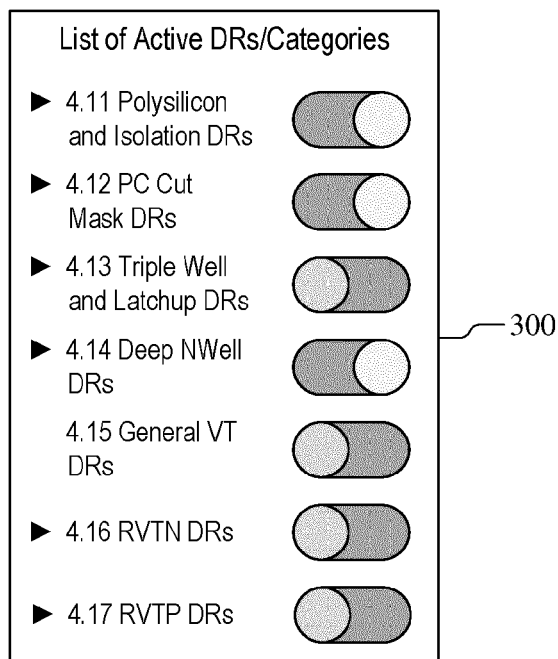 List of Active DRs/Categories
4.11 Polysilicon
and Isolation DRs
4.12 PC Cut
Mask DRs
4.13 Triple Well
and Latchup DRs
4.14 Deep NWell
DRs
300
4.15 General VT
DRs
4.16 RVTN DRs
4.17 RVTP DRs